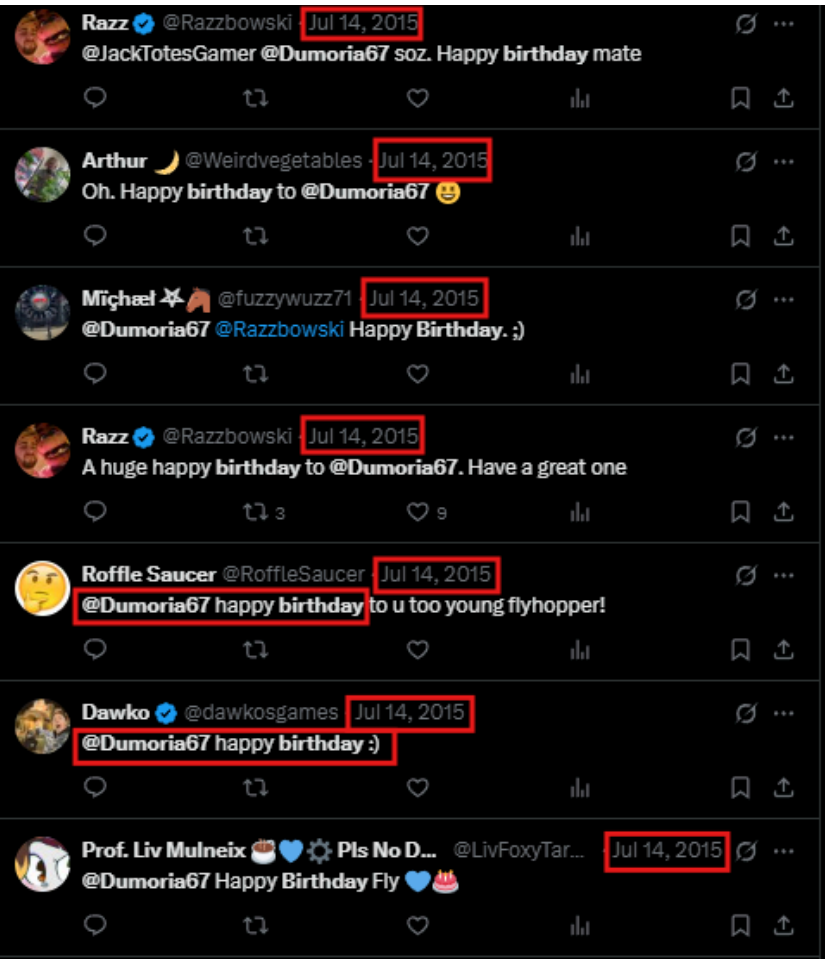 Razz @Razzbowski · Jul 14, 2015
@JackTotesGamer @Dumoria67 soz. Happy birthday mate
Arthur 🌙 @Weirdvegetables · Jul 14, 2015
Oh. Happy birthday to @Dumoria67 😃
Mïçhæł ⛧🐴 @fuzzywuzz71 · Jul 14, 2015
@Dumoria67 @Razzbowski Happy Birthday. ;)
Razz @Razzbowski · Jul 14, 2015
A huge happy birthday to @Dumoria67. Have a great one
3 9
Roffle Saucer @RoffleSaucer · Jul 14, 2015
@Dumoria67 happy birthday to u too young flyhopper!
Dawko @dawkosgames · Jul 14, 2015
@Dumoria67 happy birthday :)
Prof. Liv Mulneix ☕💙⚙️ Pls No D... @LivFoxyTar... · Jul 14, 2015
@Dumoria67 Happy Birthday Fly 💙🎂